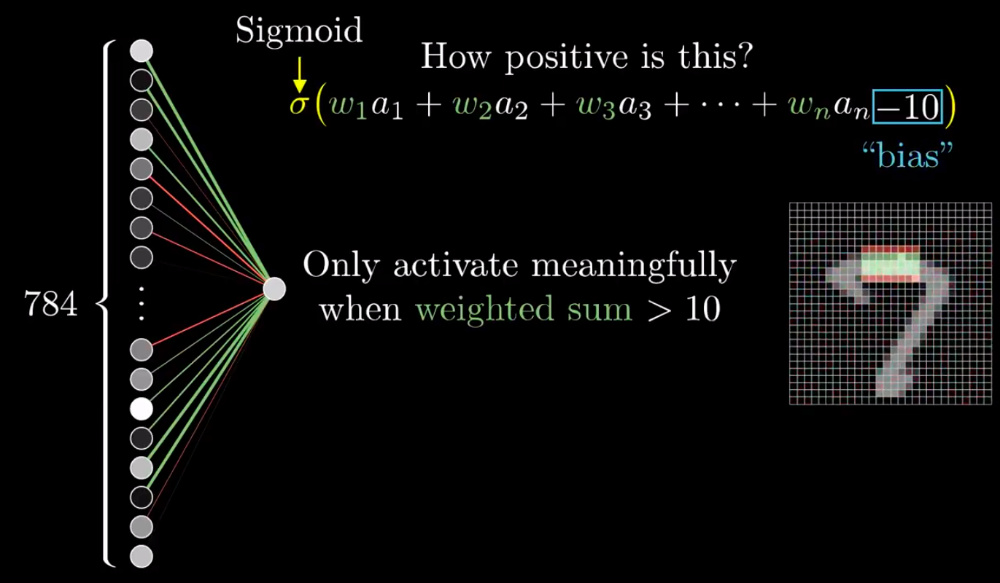 Sigmoid
How positive is this?
σ(w₁a₁ + w₂a₂ + w₃a₃ + ⋯ + wₙaₙ −10)
“bias”
784
Only activate meaningfully
when weighted sum > 10